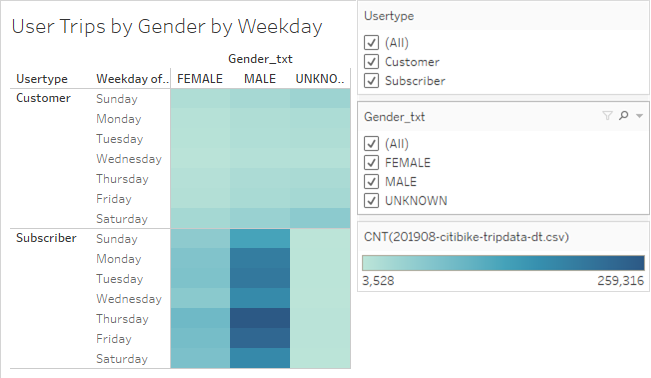 User Trips by Gender by Weekday
Gender_txt
Usertype Weekday of.. FEMALE MALE UNKNO..
Customer Sunday
Monday
Tuesday
Wednesday
Thursday
Friday
Saturday
Subscriber Sunday
Monday
Tuesday
Wednesday
Thursday
Friday
Saturday
Usertype
(All)
Customer
Subscriber
Gender_txt
(All)
FEMALE
MALE
UNKNOWN
CNT(201908-citibike-tripdata-dt.csv)
3,528 259,316